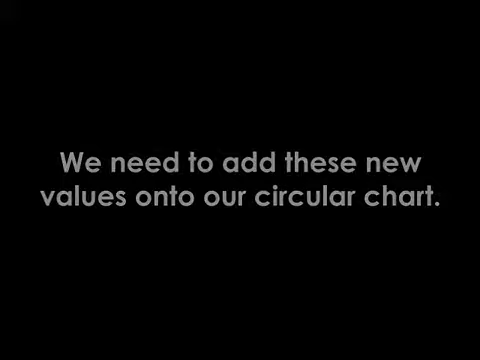 We need to add these new
values onto our circular chart.